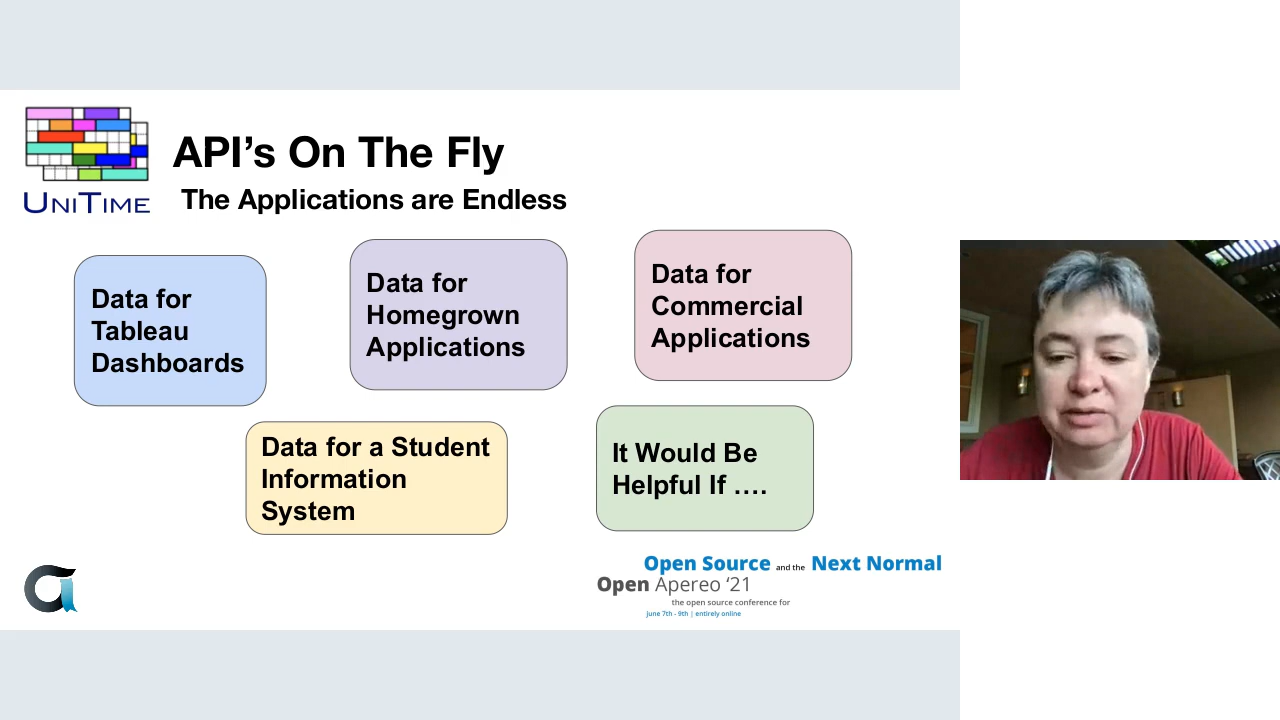 API’s On The Fly
UNITIME
The Applications are Endless
Data for
Tableau
Dashboards
Data for
Homegrown
Applications
Data for
Commercial
Applications
Data for a Student
Information
System
It Would Be
Helpful If ….
Open Source and the Next Normal
Open Apereo ‘21
the open source conference for
June 7th - 9th | entirely online